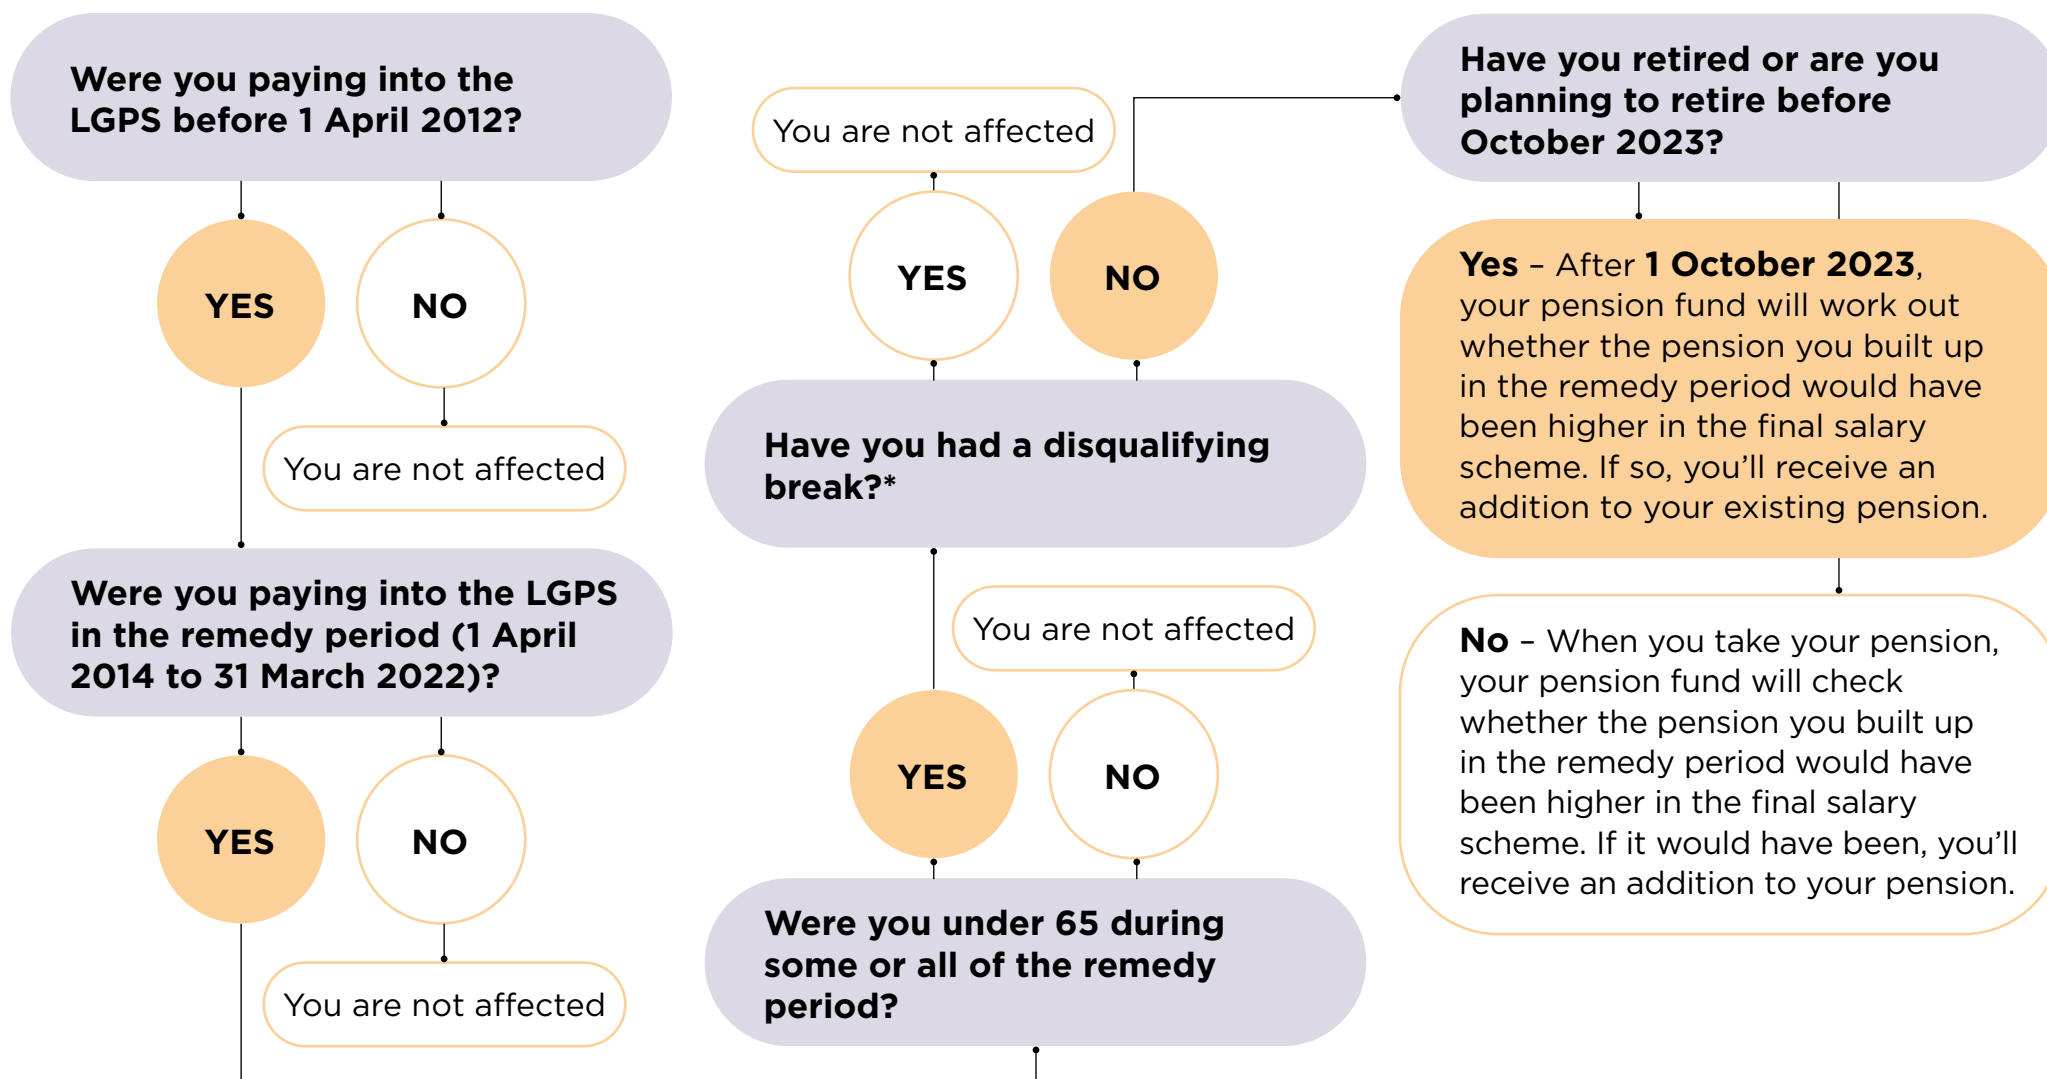 Were you paying into the
LGPS before 1 April 2012?
YES
NO
You are not affected
Were you paying into the LGPS
in the remedy period (1 April
2014 to 31 March 2022)?
YES
NO
You are not affected
Were you under 65 during
some or all of the remedy
period?
YES
NO
You are not affected
Have you had a disqualifying
break?*
YES
NO
You are not affected
Have you retired or are you
planning to retire before
October 2023?
Yes – After 1 October 2023,
your pension fund will work out
whether the pension you built up
in the remedy period would have
been higher in the final salary
scheme. If so, you’ll receive an
addition to your existing pension.
No – When you take your pension,
your pension fund will check
whether the pension you built up
in the remedy period would have
been higher in the final salary
scheme. If it would have been, you’ll
receive an addition to your pension.